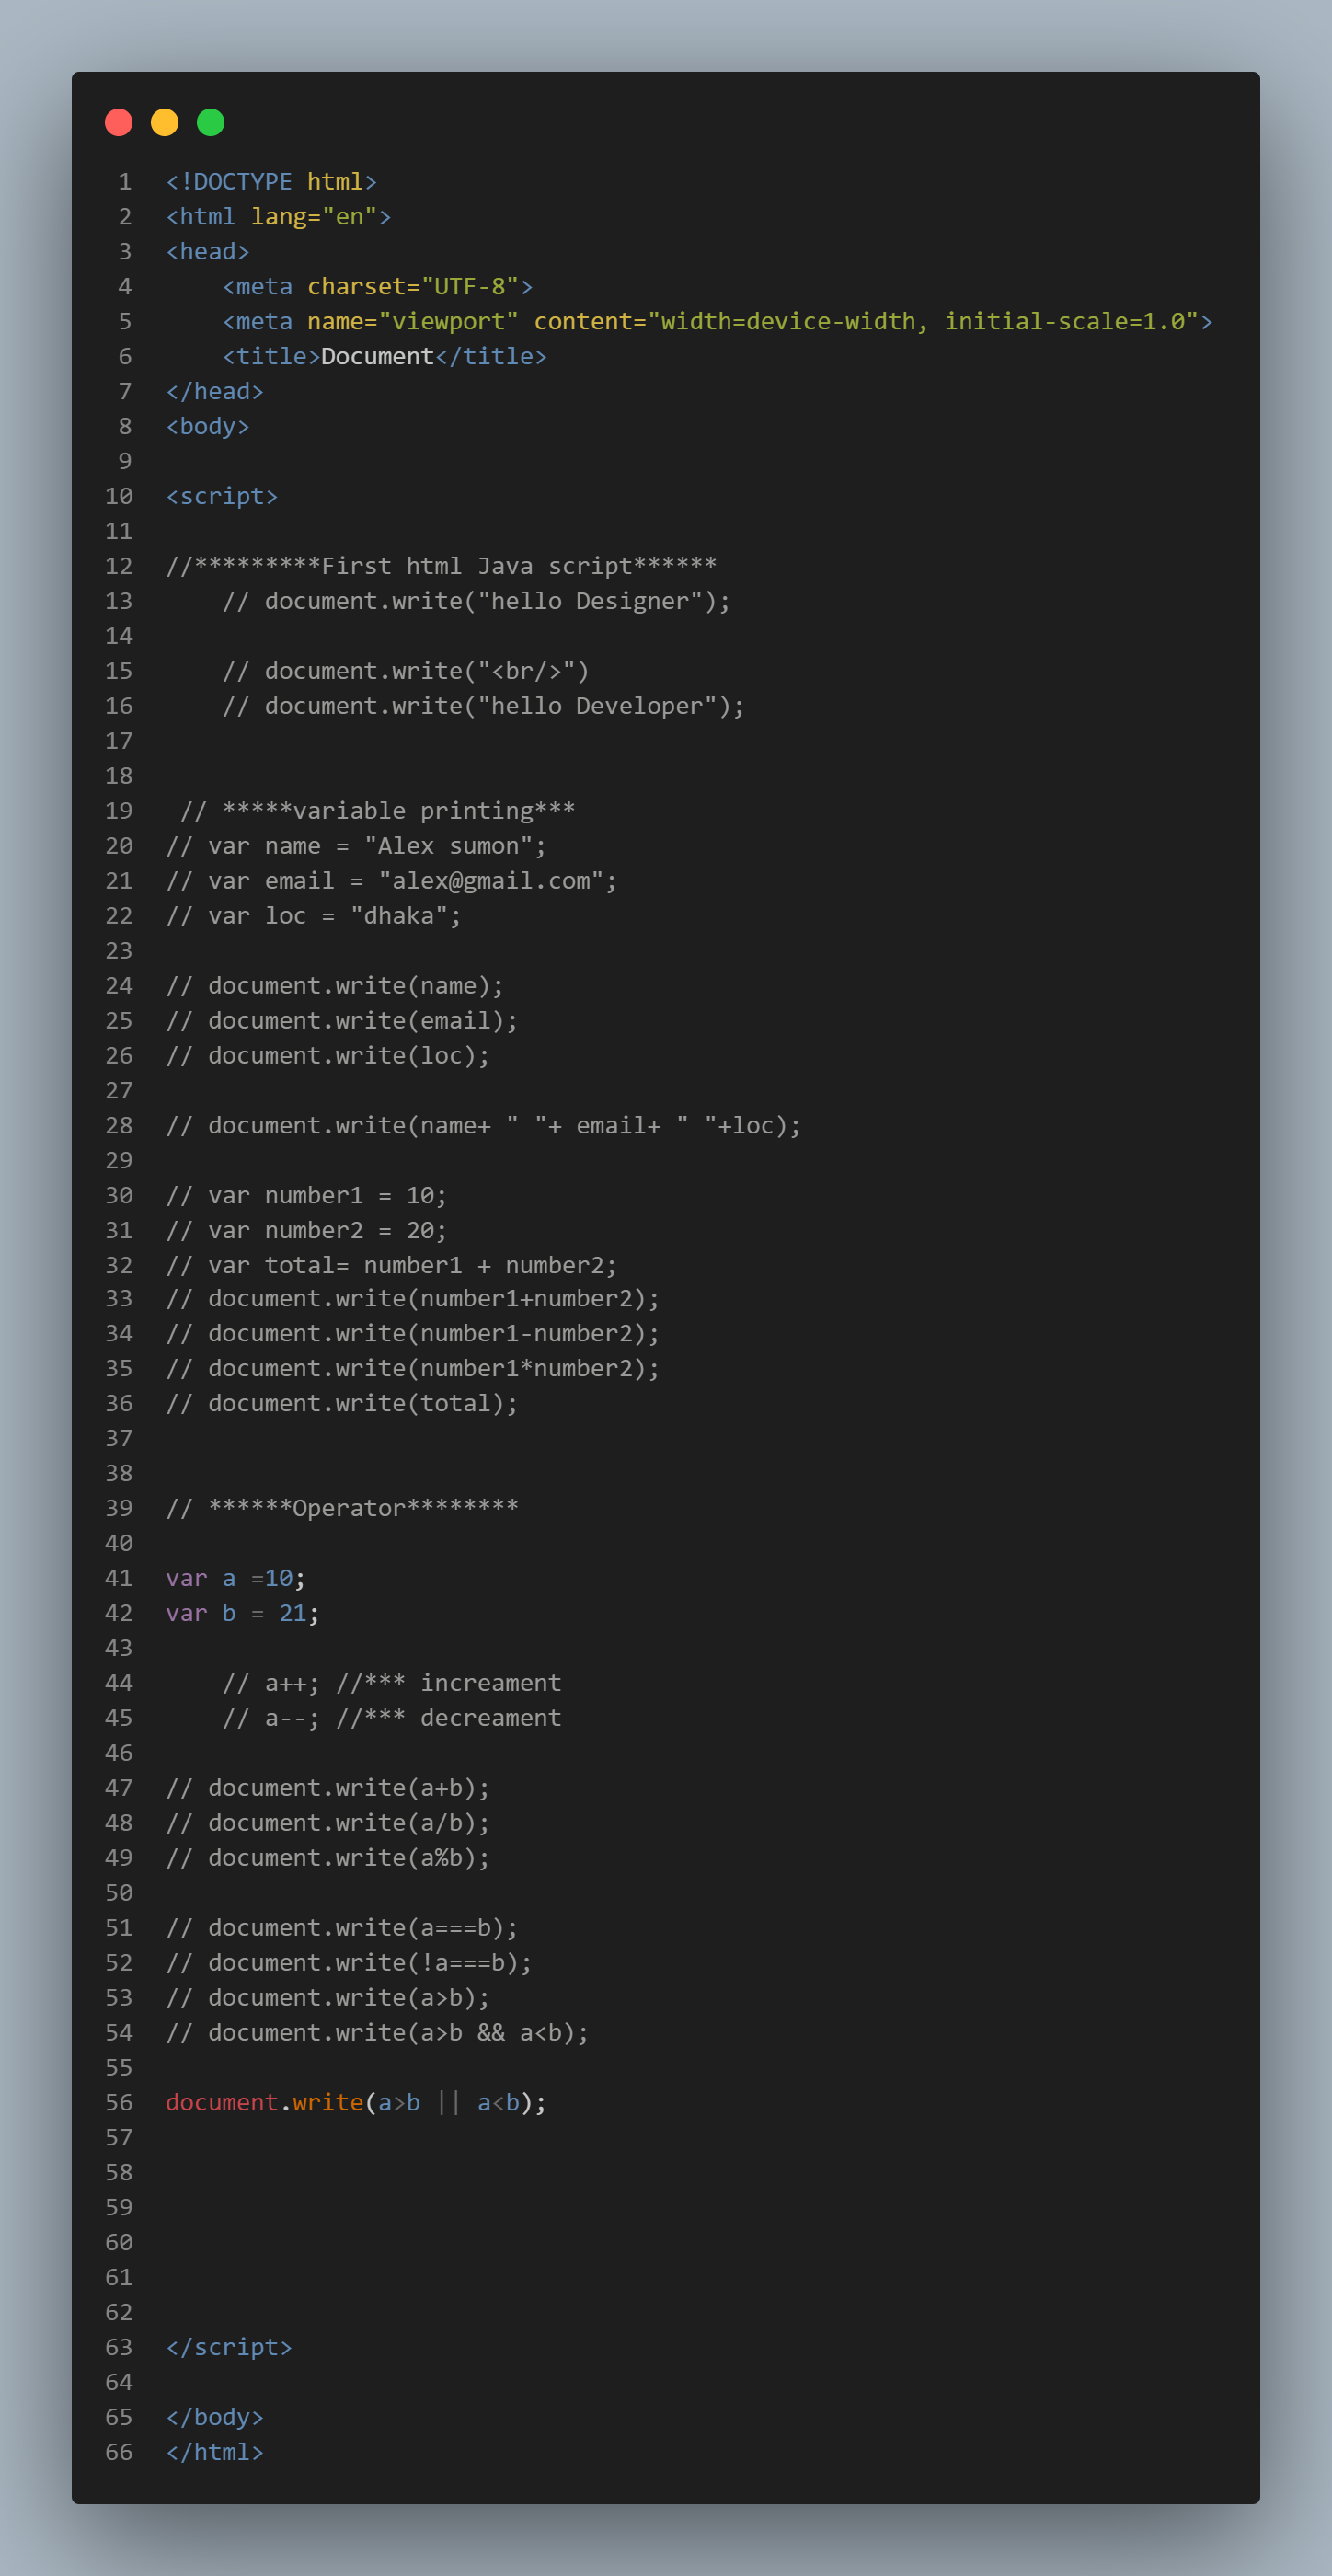 1 <!DOCTYPE html>
2 <html lang="en">
3 <head>
4     <meta charset="UTF-8">
5     <meta name="viewport" content="width=device-width, initial-scale=1.0">
6     <title>Document</title>
7 </head>
8 <body>
9
10 <script>
11
12 //*********First html Java script******
13     // document.write("hello Designer");
14
15     // document.write("<br/>")
16     // document.write("hello Developer");
17
18
19  // *****variable printing***
20 // var name = "Alex sumon";
21 // var email = "alex@gmail.com";
22 // var loc = "dhaka";
23
24 // document.write(name);
25 // document.write(email);
26 // document.write(loc);
27
28 // document.write(name+ " "+ email+ " "+loc);
29
30 // var number1 = 10;
31 // var number2 = 20;
32 // var total= number1 + number2;
33 // document.write(number1+number2);
34 // document.write(number1-number2);
35 // document.write(number1*number2);
36 // document.write(total);
37
38
39 // ******Operator********
40
41 var a =10;
42 var b = 21;
43
44     // a++; //*** increament
45     // a--; //*** decreament
46
47 // document.write(a+b);
48 // document.write(a/b);
49 // document.write(a%b);
50
51 // document.write(a===b);
52 // document.write(!a===b);
53 // document.write(a>b);
54 // document.write(a>b && a<b);
55
56 document.write(a>b || a<b);
57
58
59
60
61
62
63 </script>
64
65 </body>
66 </html>